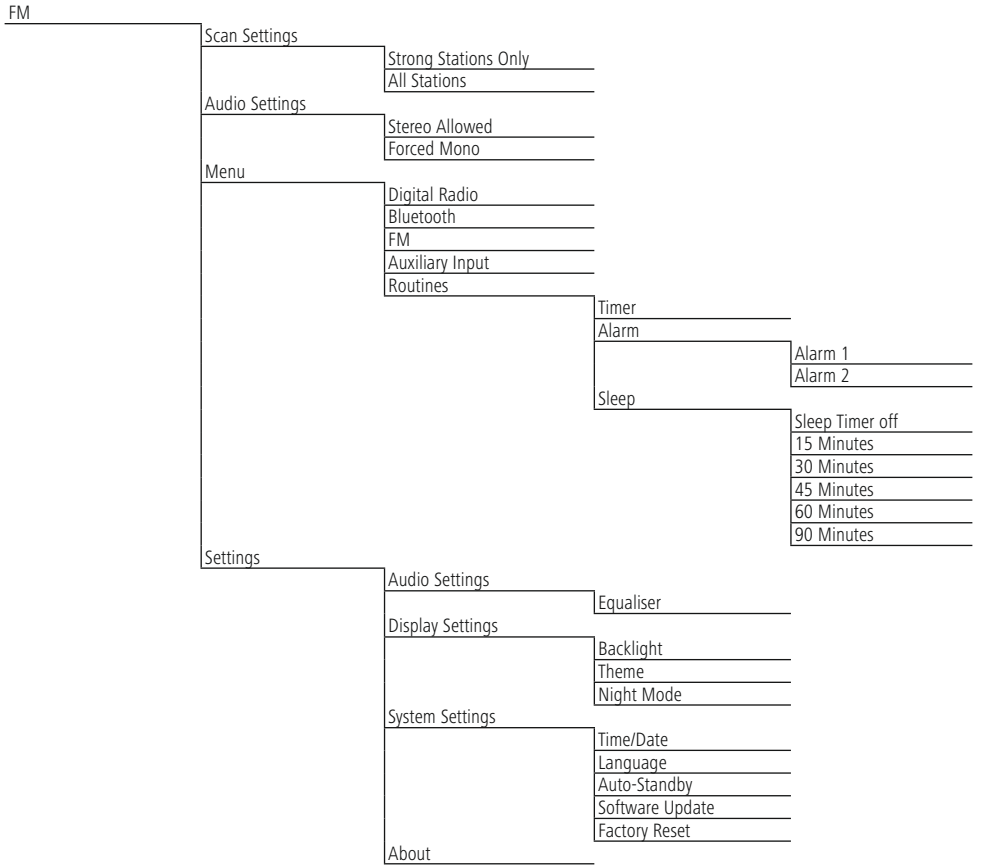 FM
Scan Settings
Strong Stations Only
All Stations
Audio Settings
Stereo Allowed
Forced Mono
Menu
Digital Radio
Bluetooth
FM
Auxiliary Input
Routines
Timer
Alarm
Alarm 1
Alarm 2
Sleep
Sleep Timer off
15 Minutes
30 Minutes
45 Minutes
60 Minutes
90 Minutes
Settings
Audio Settings
Equaliser
Display Settings
Backlight
Theme
Night Mode
System Settings
Time/Date
Language
Auto-Standby
Software Update
Factory Reset
About